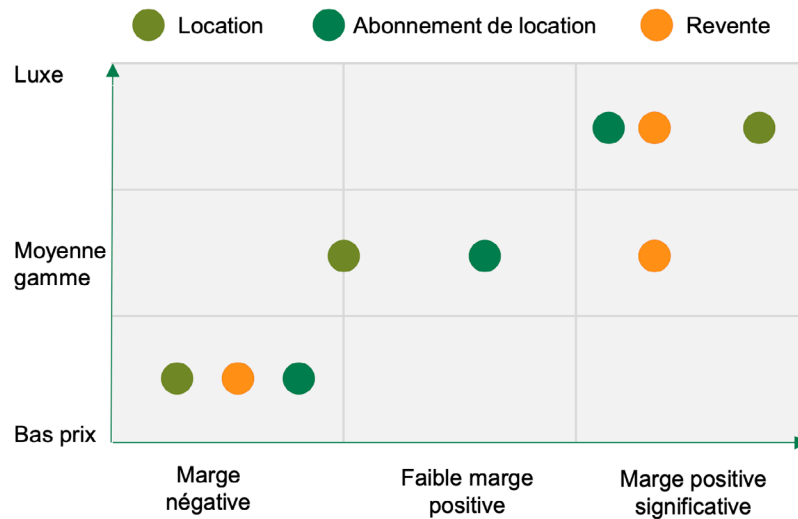 Location
Abonnement de location
Revente
Luxe
Moyenne
gamme
Bas prix
Marge
négative
Faible marge
positive
Marge positive
significative